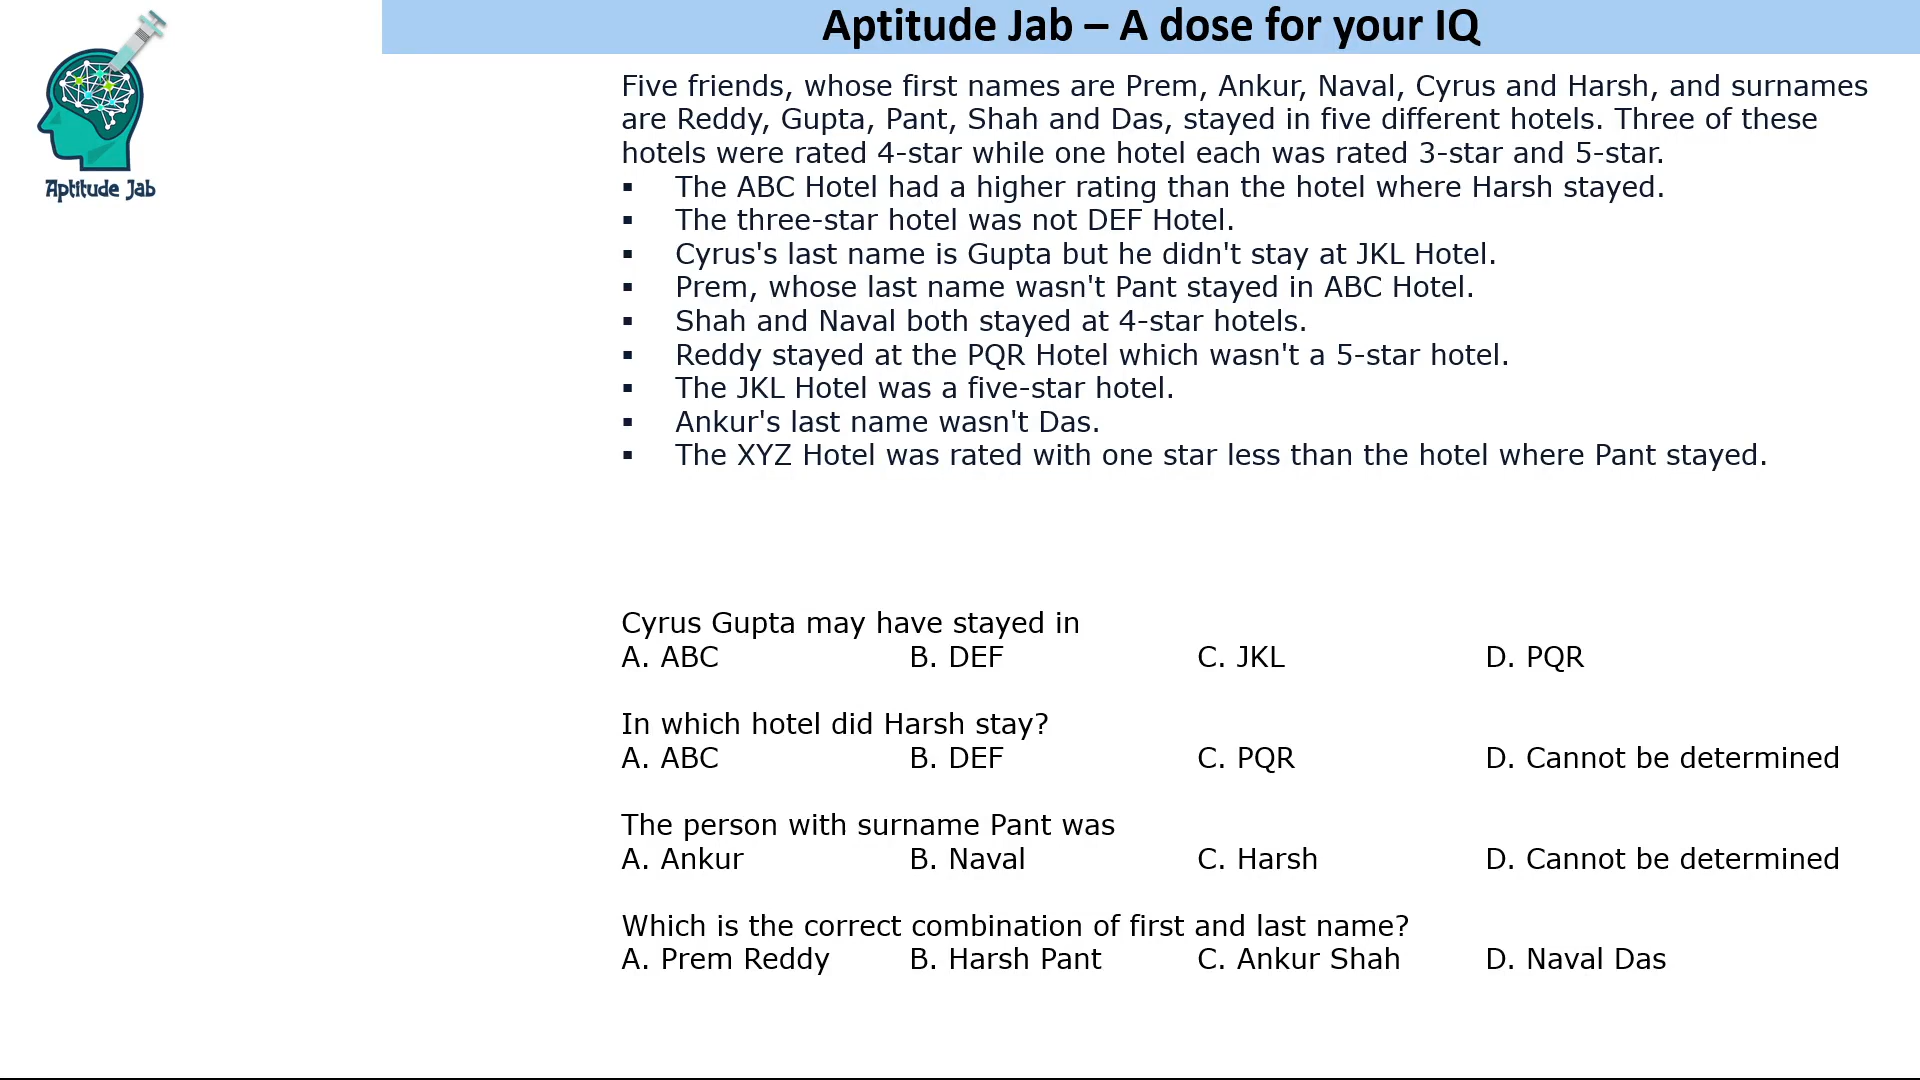 Aptitude Jab – A dose for your IQ
Aptitude Jab
Five friends, whose first names are Prem, Ankur, Naval, Cyrus and Harsh, and surnames
are Reddy, Gupta, Pant, Shah and Das, stayed in five different hotels. Three of these
hotels were rated 4-star while one hotel each was rated 3-star and 5-star.
▪ The ABC Hotel had a higher rating than the hotel where Harsh stayed.
▪ The three-star hotel was not DEF Hotel.
▪ Cyrus's last name is Gupta but he didn't stay at JKL Hotel.
▪ Prem, whose last name wasn't Pant stayed in ABC Hotel.
▪ Shah and Naval both stayed at 4-star hotels.
▪ Reddy stayed at the PQR Hotel which wasn't a 5-star hotel.
▪ The JKL Hotel was a five-star hotel.
▪ Ankur's last name wasn't Das.
▪ The XYZ Hotel was rated with one star less than the hotel where Pant stayed.
Cyrus Gupta may have stayed in
A. ABC B. DEF C. JKL D. PQR
In which hotel did Harsh stay?
A. ABC B. DEF C. PQR D. Cannot be determined
The person with surname Pant was
A. Ankur B. Naval C. Harsh D. Cannot be determined
Which is the correct combination of first and last name?
A. Prem Reddy B. Harsh Pant C. Ankur Shah D. Naval Das